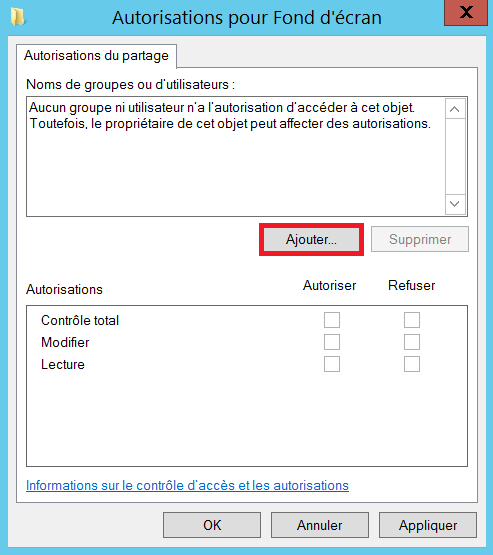 Autorisations pour Fond d'écran
X
Autorisations du partage
Noms de groupes ou d'utilisateurs :
Aucun groupe ni utilisateur n'a l'autorisation d'accéder à cet objet.
Toutefois, le propriétaire de cet objet peut affecter des autorisations.
Ajouter...
Supprimer
Autorisations
Autoriser
Refuser
Contrôle total
Modifier
Lecture
Informations sur le contrôle d'accès et les autorisations
OK
Annuler
Appliquer